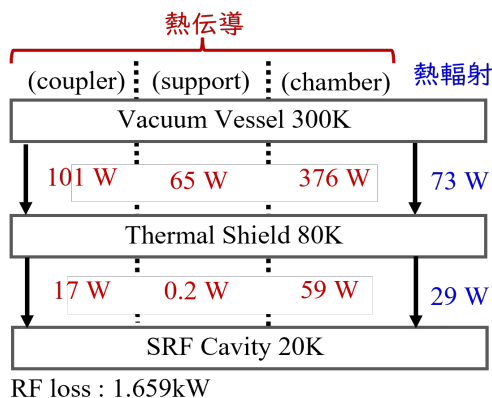 熱伝導
(coupler) (support) (chamber) 熱輻射
Vacuum Vessel 300K
101 W 65 W 376 W 73 W
Thermal Shield 80K
17 W 0.2 W 59 W 29 W
SRF Cavity 20K
RF loss : 1.659kW